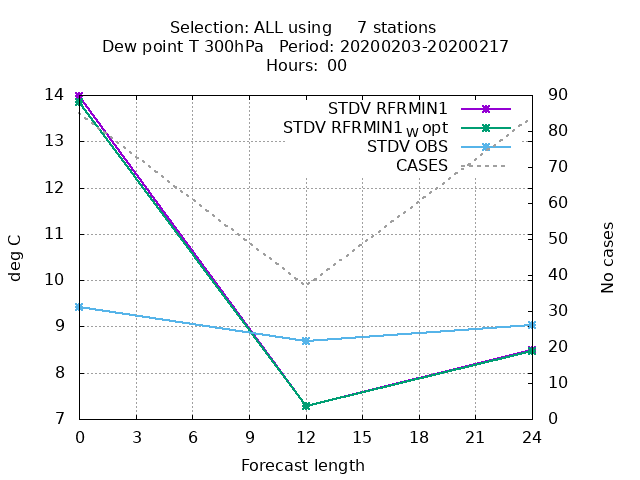 Selection: ALL using     7 stations
Dew point T 300hPa   Period: 20200203-20200217
Hours:  00
STDV RFRMIN1
STDV RFRMIN1_W opt
STDV OBS
CASES
deg C
14
13
12
11
10
9
8
7
No cases
90
80
70
60
50
40
30
20
10
0
0 3 6 9 12 15 18 21 24
Forecast length